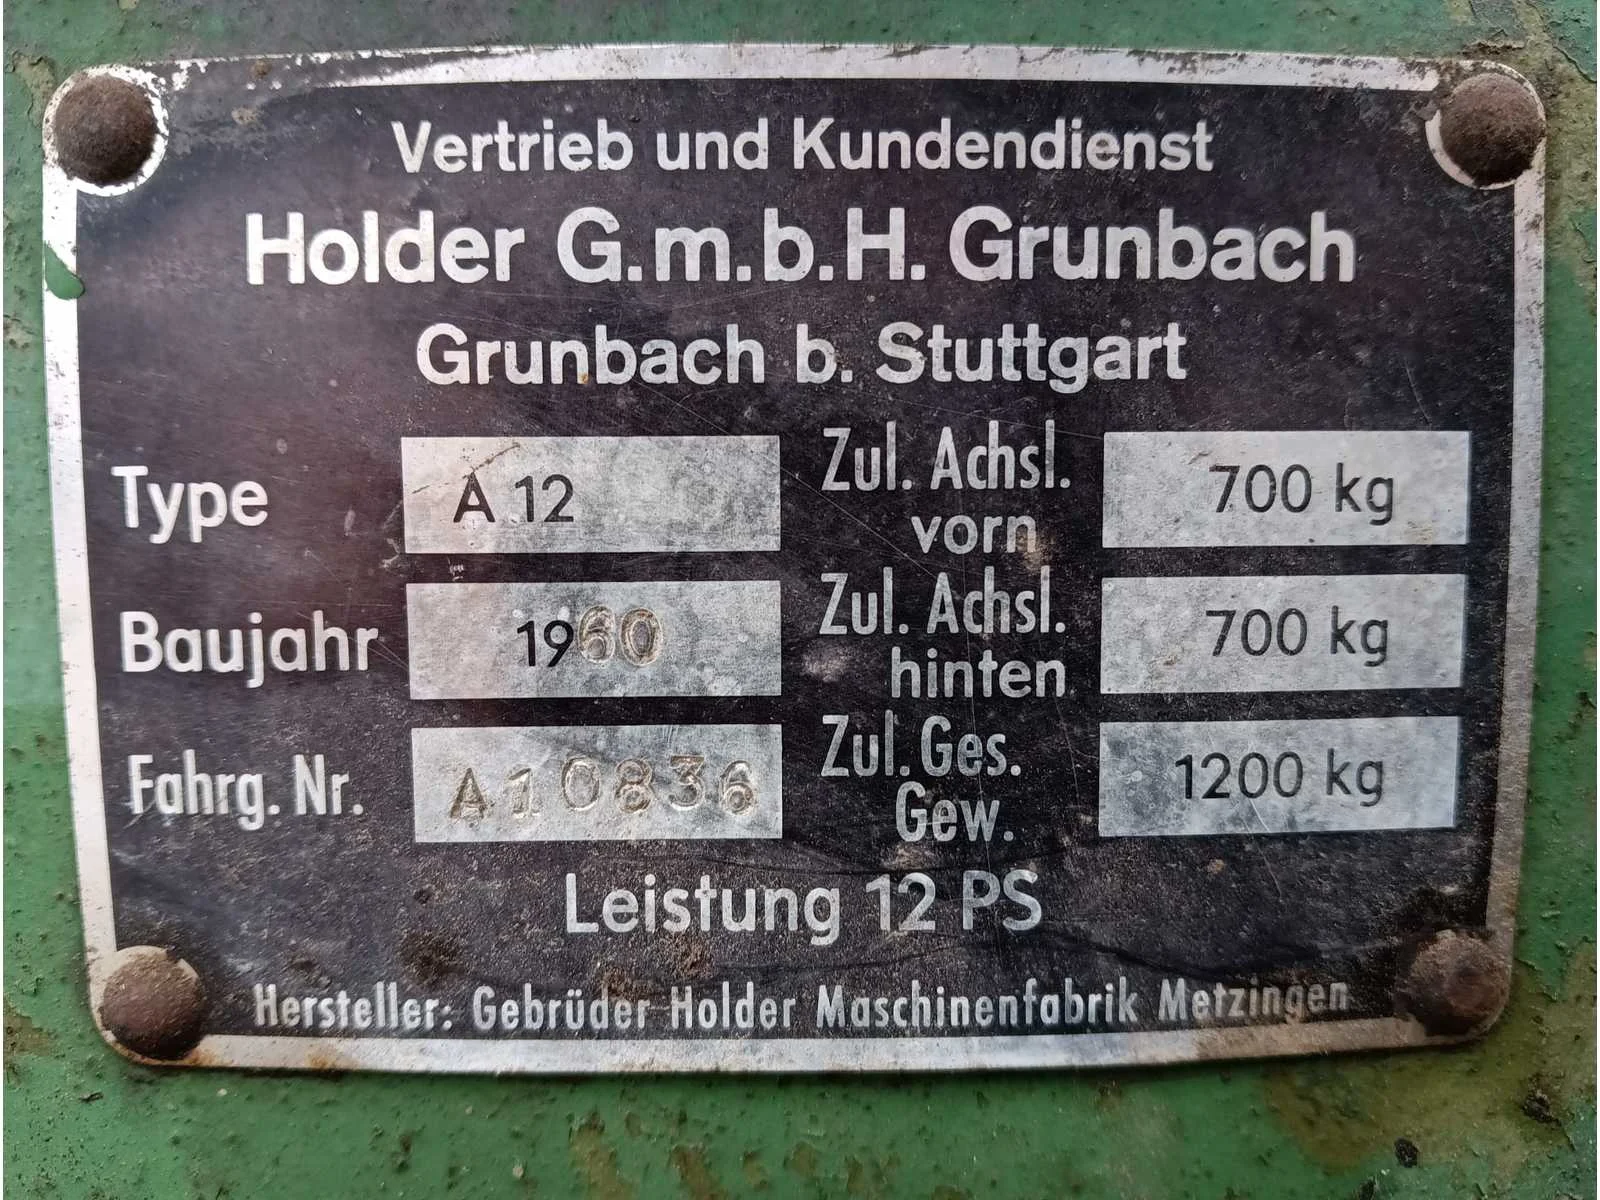 Vertrieb und Kundendienst
Holder G.m.b.H. Grunbach
Grunbach b. Stuttgart
Type A 12
Zul. Achsl. vorn 700 kg
Baujahr 1960
Zul. Achsl. hinten 700 kg
Fahrg. Nr. A10836
Zul. Ges. Gew. 1200 kg
Leistung 12 PS
Hersteller: Gebrüder Holder Maschinenfabrik Metzingen